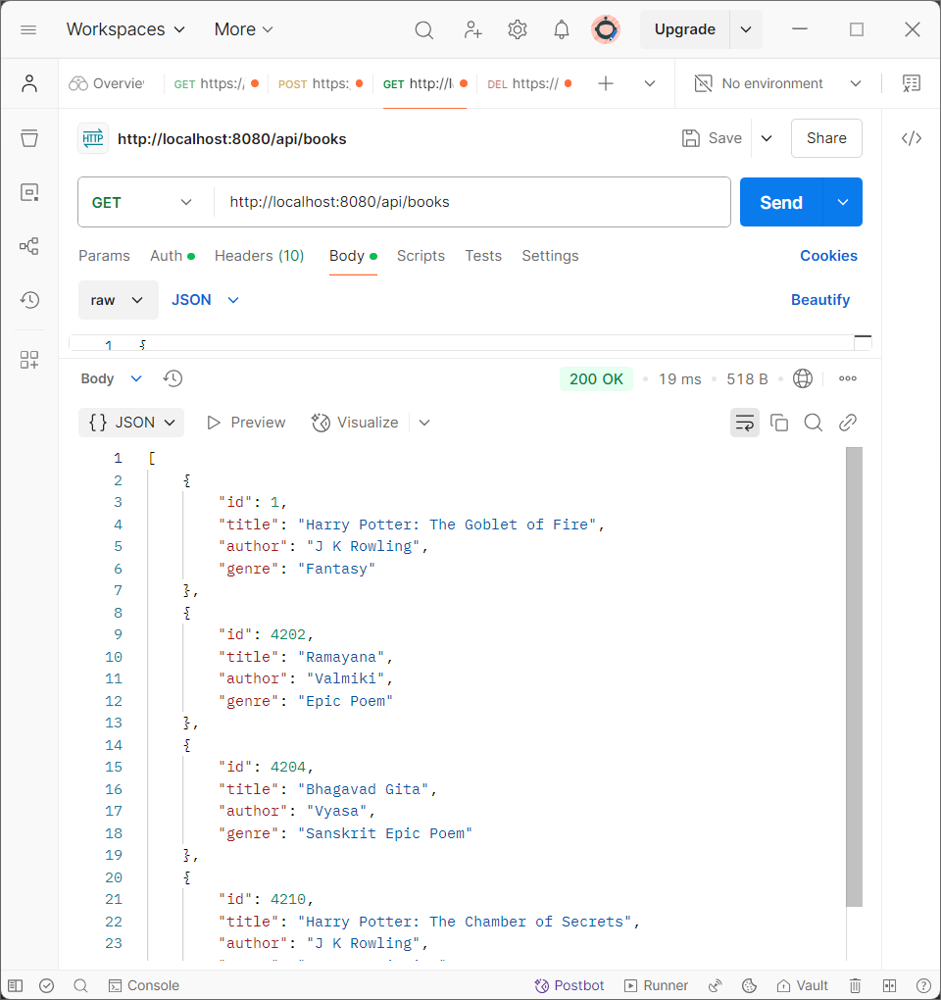 Workspaces More Upgrade
Overvie GET https:/ POST https: GET http://l DEL https:// No environment
HTTP http://localhost:8080/api/books Save Share
GET http://localhost:8080/api/books Send
Params Auth Headers (10) Body Scripts Tests Settings Cookies
raw JSON Beautify
1 {
Body 200 OK 19 ms 518 B
{} JSON Preview Visualize
1 [
2 {
3 "id": 1,
4 "title": "Harry Potter: The Goblet of Fire",
5 "author": "J K Rowling",
6 "genre": "Fantasy"
7 },
8 {
9 "id": 4202,
10 "title": "Ramayana",
11 "author": "Valmiki",
12 "genre": "Epic Poem"
13 },
14 {
15 "id": 4204,
16 "title": "Bhagavad Gita",
17 "author": "Vyasa",
18 "genre": "Sanskrit Epic Poem"
19 },
20 {
21 "id": 4210,
22 "title": "Harry Potter: The Chamber of Secrets",
23 "author": "J K Rowling",
Console Postbot Runner Vault